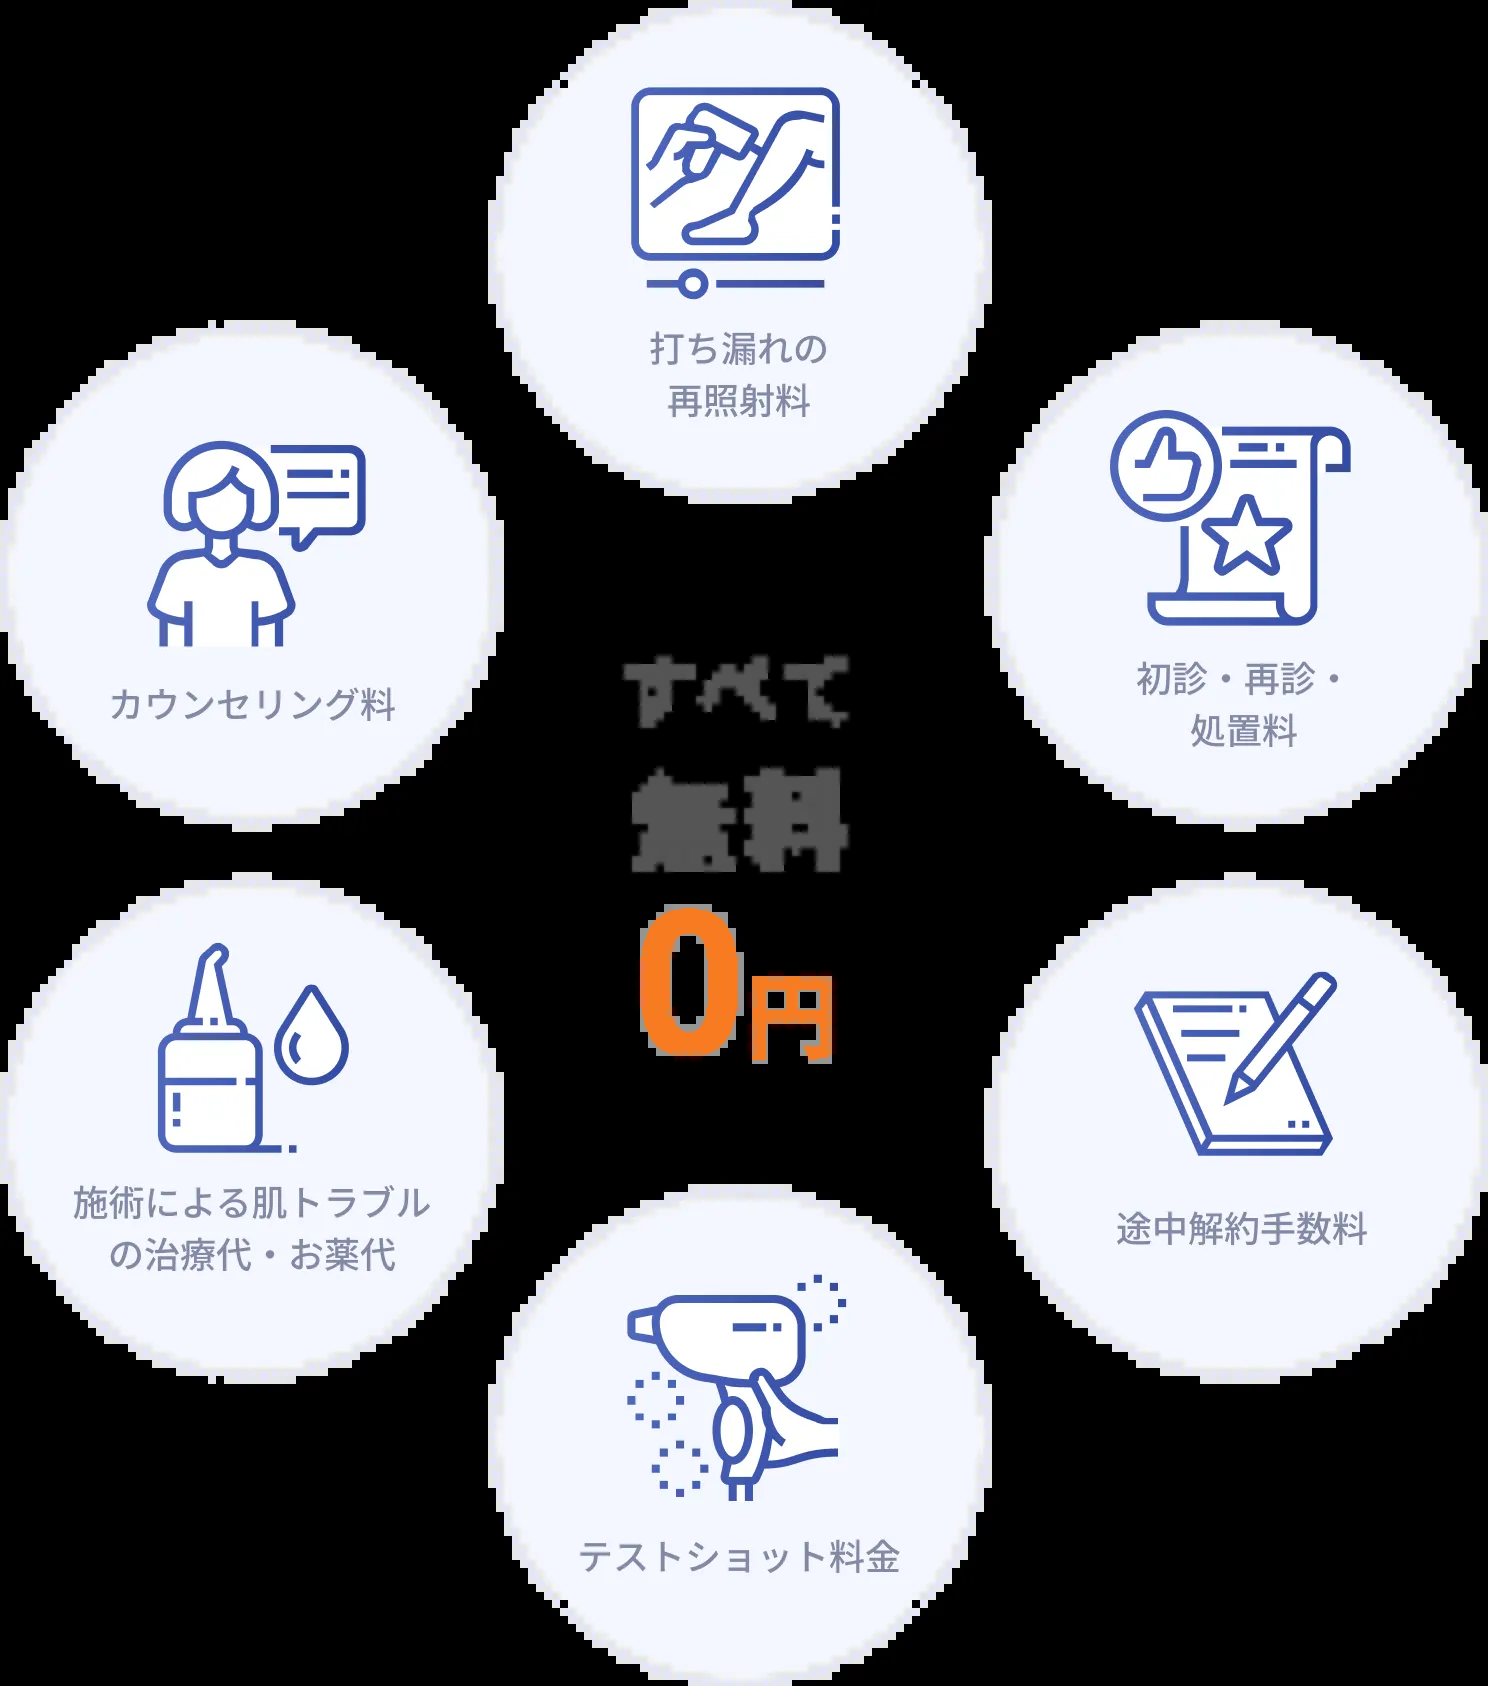 打ち漏れの
再照射料
カウンセリング料
初診・再診・
処置料
すべて
無料
0円
施術による肌トラブル
の治療代・お薬代
途中解約手数料
テストショット料金